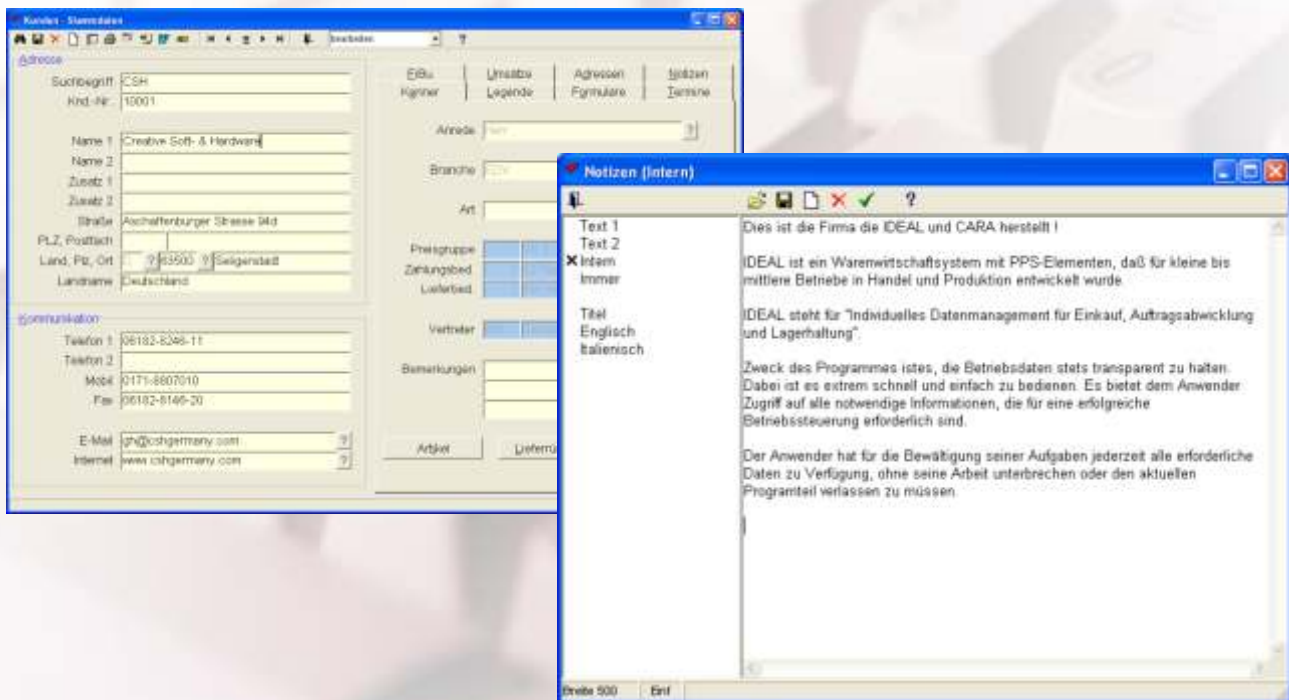 Kunden - Stammdaten
bearbeiten
?
Adresse
Suchbegriff CSH
Knd.-Nr. 10001
Name 1 Creative Soft- & Hardware
Name 2
Zusatz 1
Zusatz 2
Straße Aschaffenburger Strasse 94d
PLZ, Postfach
Land, Plz, Ort ? 63500 ? Seligenstadt
Landname Deutschland
Kommunikation
Telefon 1 06182-8246-11
Telefon 2
Mobil 0171-8807010
Fax 06182-8146-20
E-Mail gh@cshgermany.com ?
Internet www.cshgermany.com ?
Umsätze Adressen Notizen
Kenner Legende Formulare Termine
Anrede ?
Branche
Art
Preisgruppe
Zahlungsbed.
Lieferbed.
Vertreter
Bemerkungen
Artikel
Notizen (Intern)
?
Text 1
Text 2
Intern
Immer
Titel
Englisch
Italienisch
Dies ist die Firma die IDEAL und CARA herstellt !
IDEAL ist ein Warenwirtschaftsystem mit PPS-Elementen, daß für kleine bis
mittlere Betriebe in Handel und Produktion entwickelt wurde.
IDEAL steht für "Individuelles Datenmanagement für Einkauf, Auftragsabwicklung
und Lagerhaltung".
Zweck des Programmes istes, die Betriebsdaten stets transparent zu halten.
Dabei ist es extrem schnell und einfach zu bedienen. Es bietet dem Anwender
Zugriff auf alle notwendige Informationen, die für eine erfolgreiche
Betriebssteuerung erforderlich sind.
Der Anwender hat für die Bewältigung seiner Aufgaben jederzeit alle erforderliche
Daten zu Verfügung, ohne seine Arbeit unterbrechen oder den aktuellen
Programteil verlassen zu müssen.
Breite 500 Einf